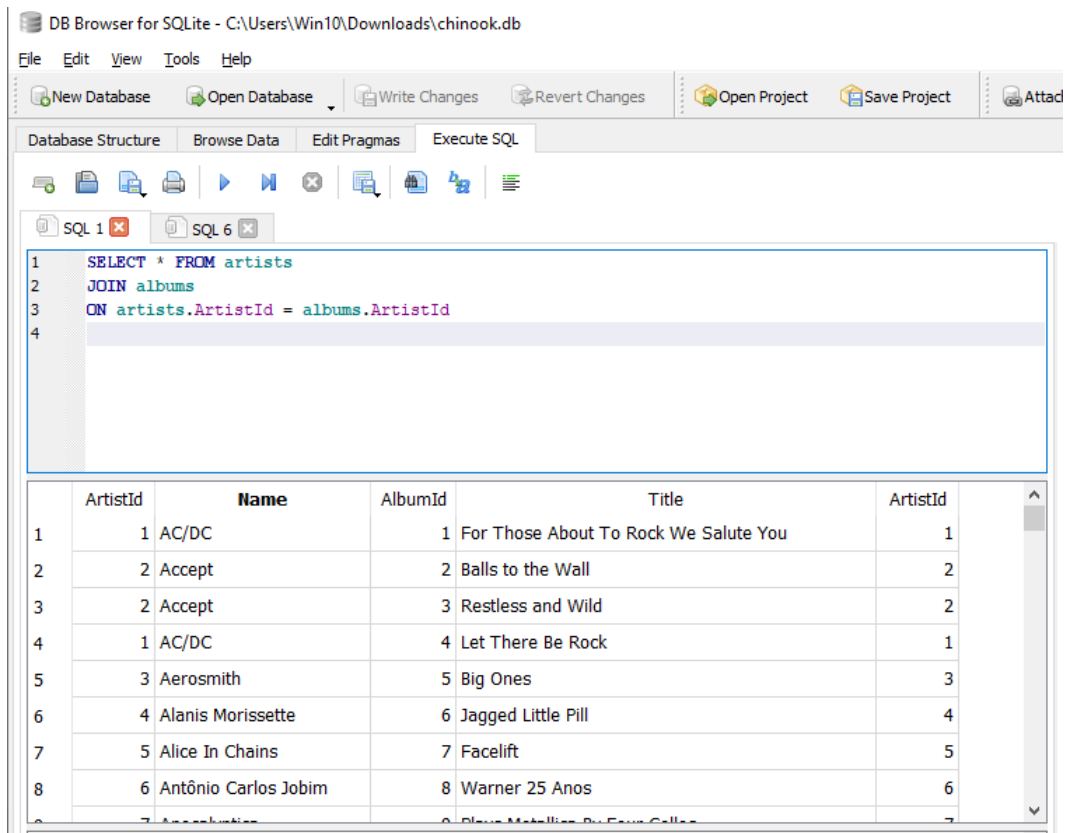 DB Browser for SQLite - C:\Users\Win10\Downloads\chinook.db
File Edit View Tools Help
New Database Open Database Write Changes Revert Changes Open Project Save Project
Database Structure Browse Data Edit Pragmas Execute SQL
SQL 1 SQL 6
1 SELECT * FROM artists
2 JOIN albums
3 ON artists.ArtistId = albums.ArtistId
4
ArtistId Name AlbumId Title ArtistId
1 1 AC/DC 1 For Those About To Rock We Salute You 1
2 2 Accept 2 Balls to the Wall 2
3 2 Accept 3 Restless and Wild 2
4 1 AC/DC 4 Let There Be Rock 1
5 3 Aerosmith 5 Big Ones 3
6 4 Alanis Morissette 6 Jagged Little Pill 4
7 5 Alice In Chains 7 Facelift 5
8 6 Antônio Carlos Jobim 8 Warner 25 Anos 6